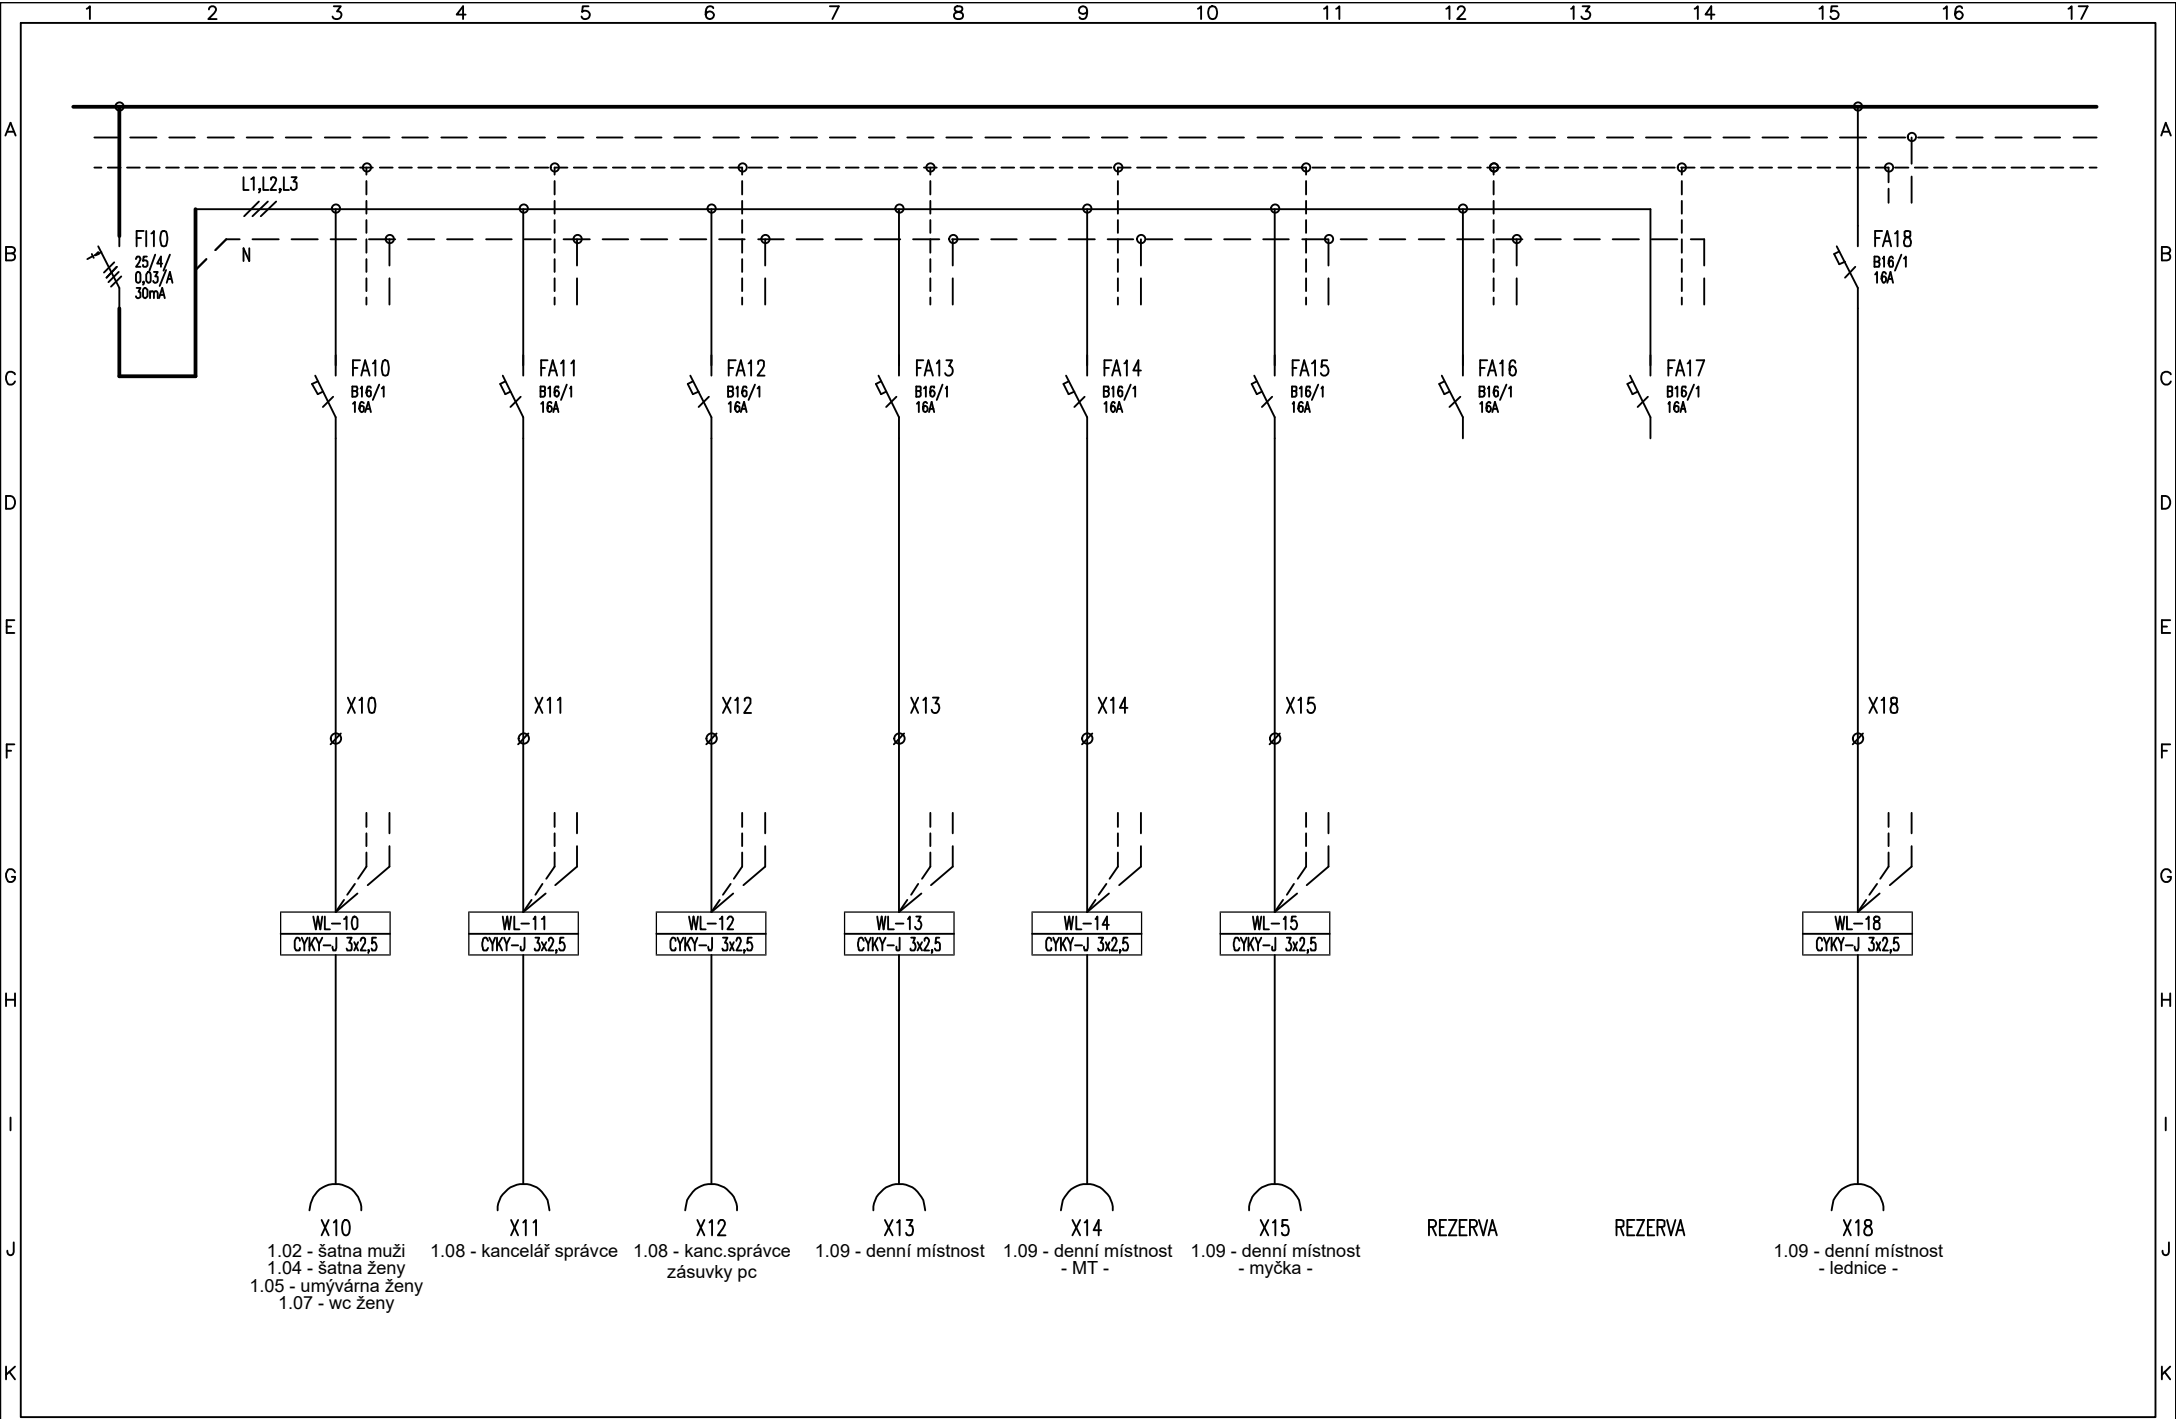 1 2 3 4 5 6 7 8 9 10 11 12 13 14 15 16 17
A A
L1,L2,L3
B B
FI10
25/4/
0,03/A
30mA
N
FA18
B16/1
16A
C C
FA10 FA11 FA12 FA13 FA14 FA15 FA16 FA17
B16/1 B16/1 B16/1 B16/1 B16/1 B16/1 B16/1 B16/1
16A 16A 16A 16A 16A 16A 16A 16A
D D
E E
X10 X11 X12 X13 X14 X15 X18
F F
G G
WL-10 WL-11 WL-12 WL-13 WL-14 WL-15 WL-18
CYKY-J 3x2,5 CYKY-J 3x2,5 CYKY-J 3x2,5 CYKY-J 3x2,5 CYKY-J 3x2,5 CYKY-J 3x2,5 CYKY-J 3x2,5
H H
I I
J J
X10
1.02 - šatna muži
1.04 - šatna ženy
1.05 - umývárna ženy
1.07 - wc ženy
X11
1.08 - kancelář správce
X12
1.08 - kanc.správce
zásuvky pc
X13
1.09 - denní místnost
X14
1.09 - denní místnost
- MT -
X15
1.09 - denní místnost
- myčka -
REZERVA
REZERVA
X18
1.09 - denní místnost
- lednice -
K K